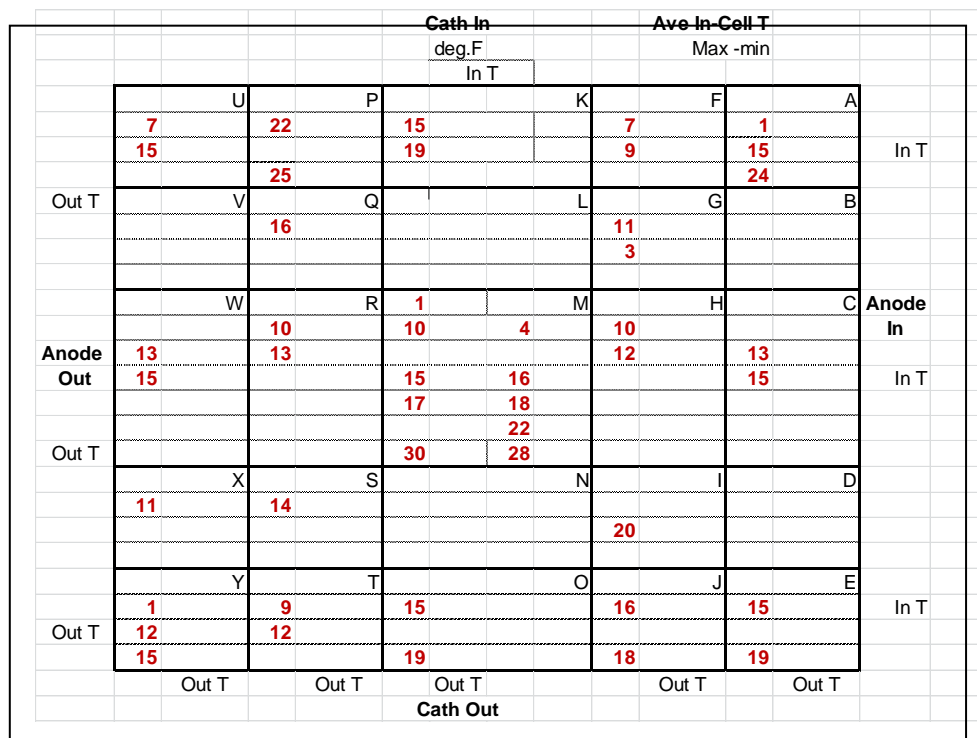 Cath In Ave In-Cell T
deg.F Max -min
In T
U P K F A
7 22 15 7 1
15 19 9 15 In T
25 24
Out T V Q L G B
16 11
3
W R 1 M H C Anode
10 10 4 10 In
Anode 13 13 12 13
Out 15 15 16 15 In T
17 18
22
Out T 30 28
X S N I D
11 14
20
Y T O J E
1 9 15 16 15 In T
Out T 12 12
15 19 18 19
Out T Out T Out T Out T Out T
Cath Out